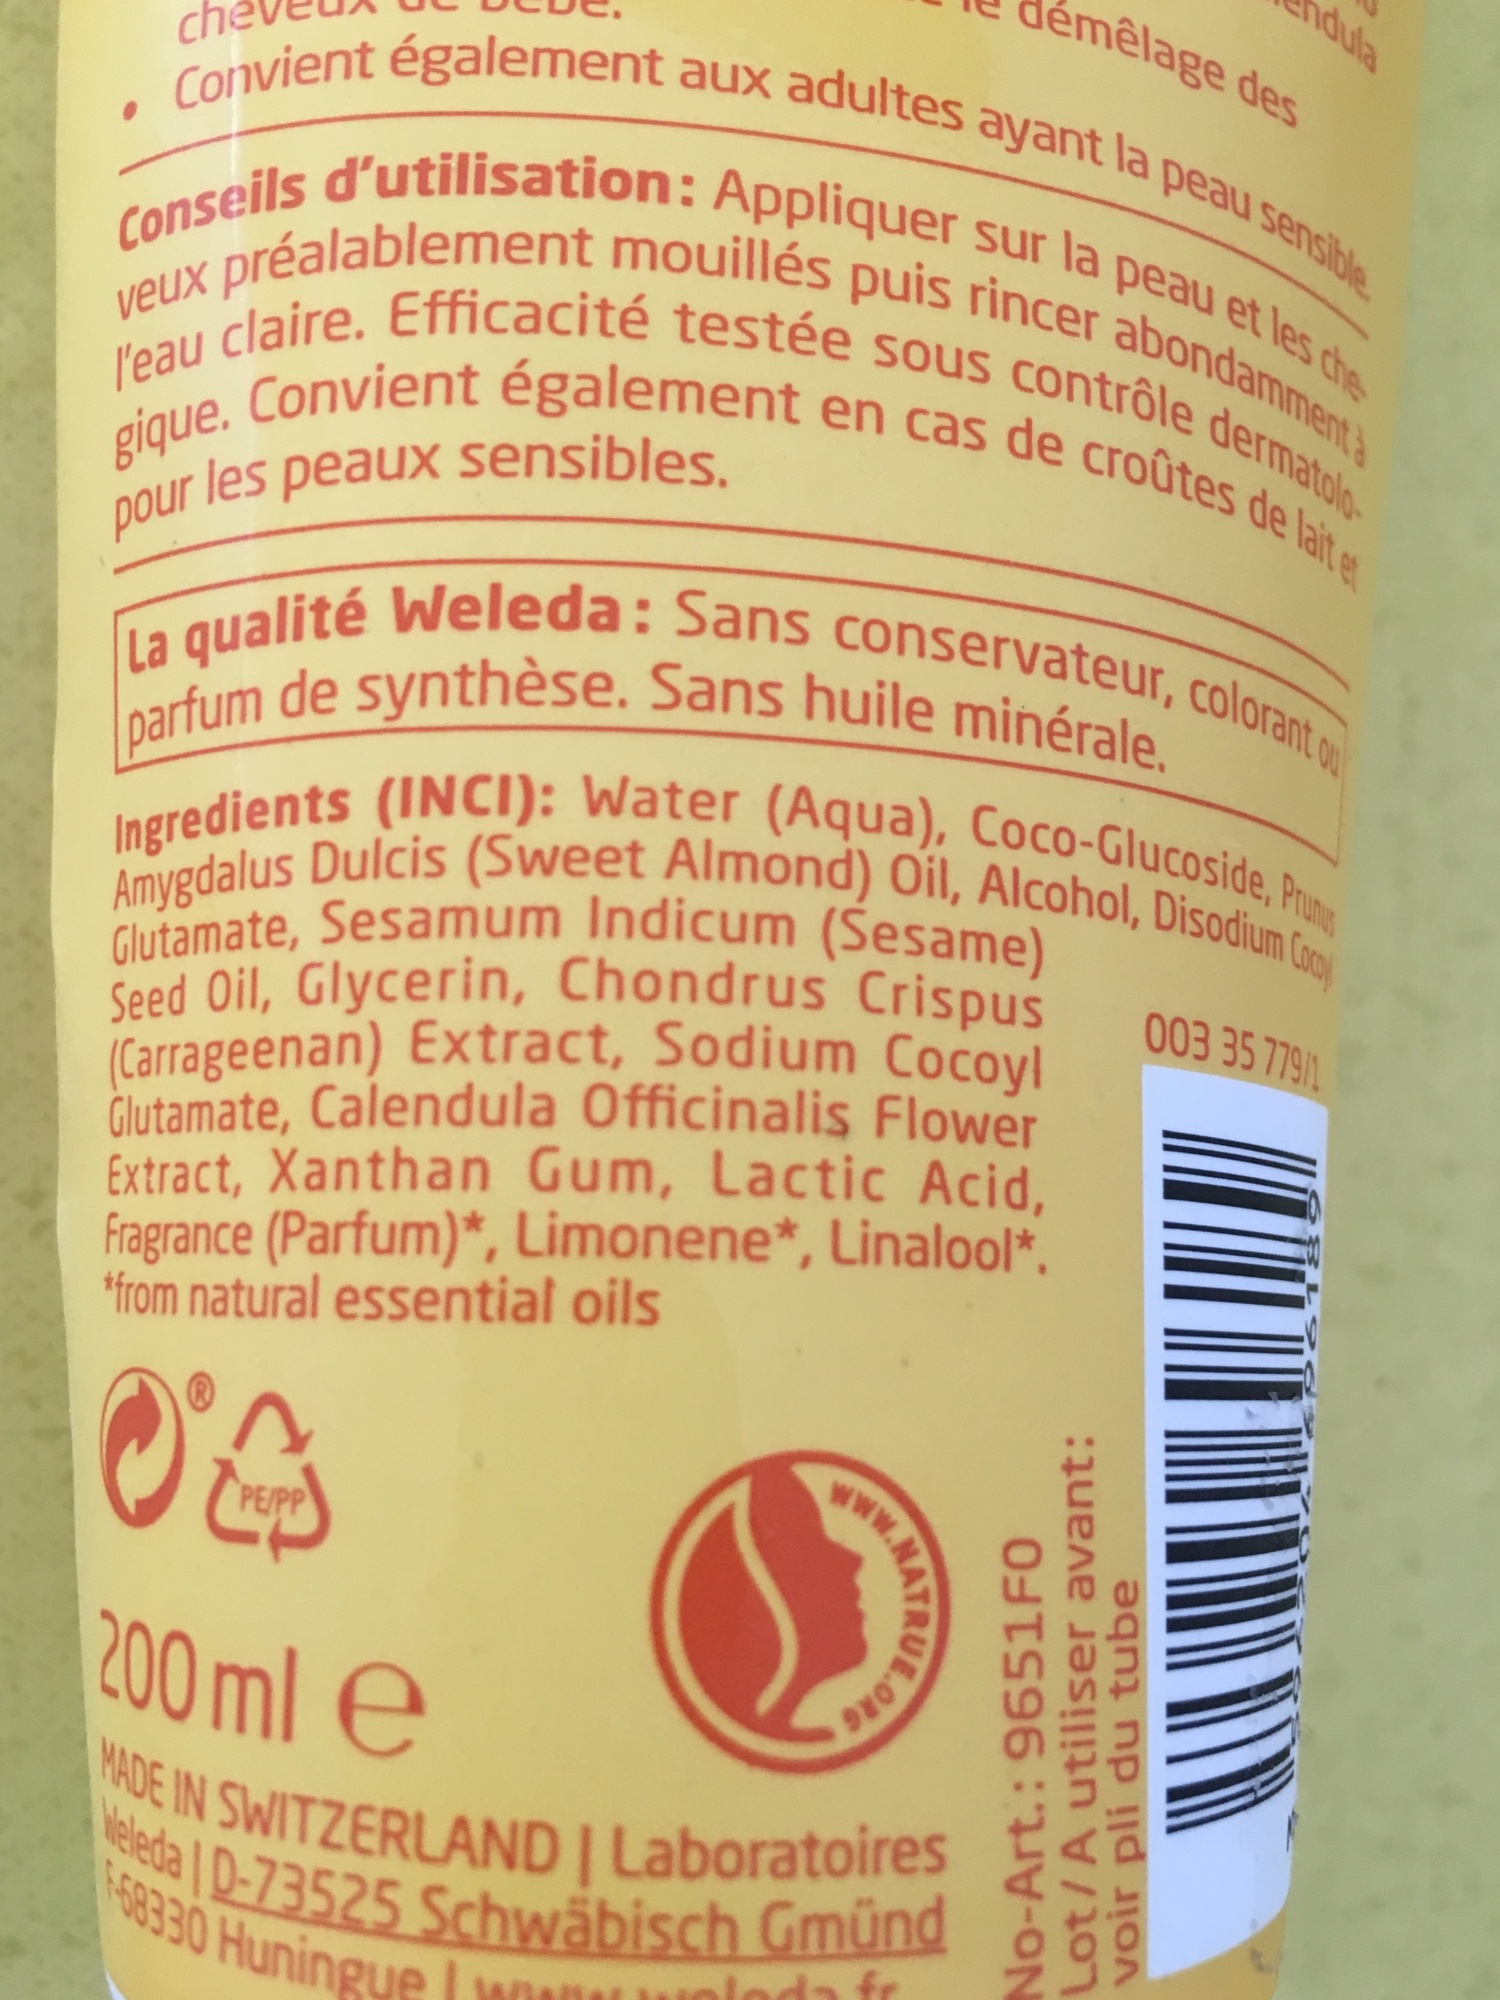 endula
le démêlage des
cheveux de bébé.
• Convient également aux adultes ayant la peau sensible.
Conseils d'utilisation: Appliquer sur la peau et les che-
veux préalablement mouillés puis rincer abondamment à
l'eau claire. Efficacité testée sous contrôle dermatolo-
gique. Convient également en cas de croûtes de lait et
pour les peaux sensibles.
La qualité Weleda: Sans conservateur, colorant ou
parfum de synthèse. Sans huile minérale.
Ingredients (INCI): Water (Aqua), Coco-Glucoside, Prunus
Amygdalus Dulcis (Sweet Almond) Oil, Alcohol, Disodium Cocoyl
Glutamate, Sesamum Indicum (Sesame)
Seed Oil, Glycerin, Chondrus Crispus
(Carrageenan) Extract, Sodium Cocoyl
Glutamate, Calendula Officinalis Flower
Extract, Xanthan Gum, Lactic Acid,
Fragrance (Parfum)*, Limonene*, Linalool*.
*from natural essential oils
003 35 779/1
®
PE/PP
WWW.NATRUE.ORG
200 ml e
MADE IN SWITZERLAND | Laboratoires
Weleda | D-73525 Schwäbisch Gmünd
F-68330 Huningue | www.weleda.fr
No-Art.: 9651F0
Lot / A utiliser avant:
voir pli du tube